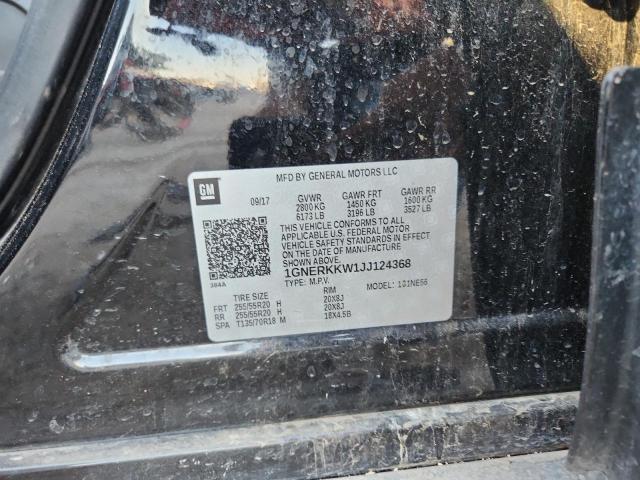 MFD BY GENERAL MOTORS LLC
GM
09/17
GVWR GAWR FRT GAWR RR
2800 KG 1450 KG 1600 KG
6173 LB 3196 LB 3527 LB
THIS VEHICLE CONFORMS TO ALL
APPLICABLE U.S. FEDERAL MOTOR
VEHICLE SAFETY STANDARDS IN EFFECT
ON THE DATE OF MANUFACTURE
SHOWN ABOVE.
384A
1GNERKKW1JJ124368
TYPE: M.P.V. MODEL: 1G1NE56
TIRE SIZE RIM
FRT 255/55R20 H 20X8J
RR 255/55R20 H 20X8J
SPA T135/70R18 M 18X4.5B